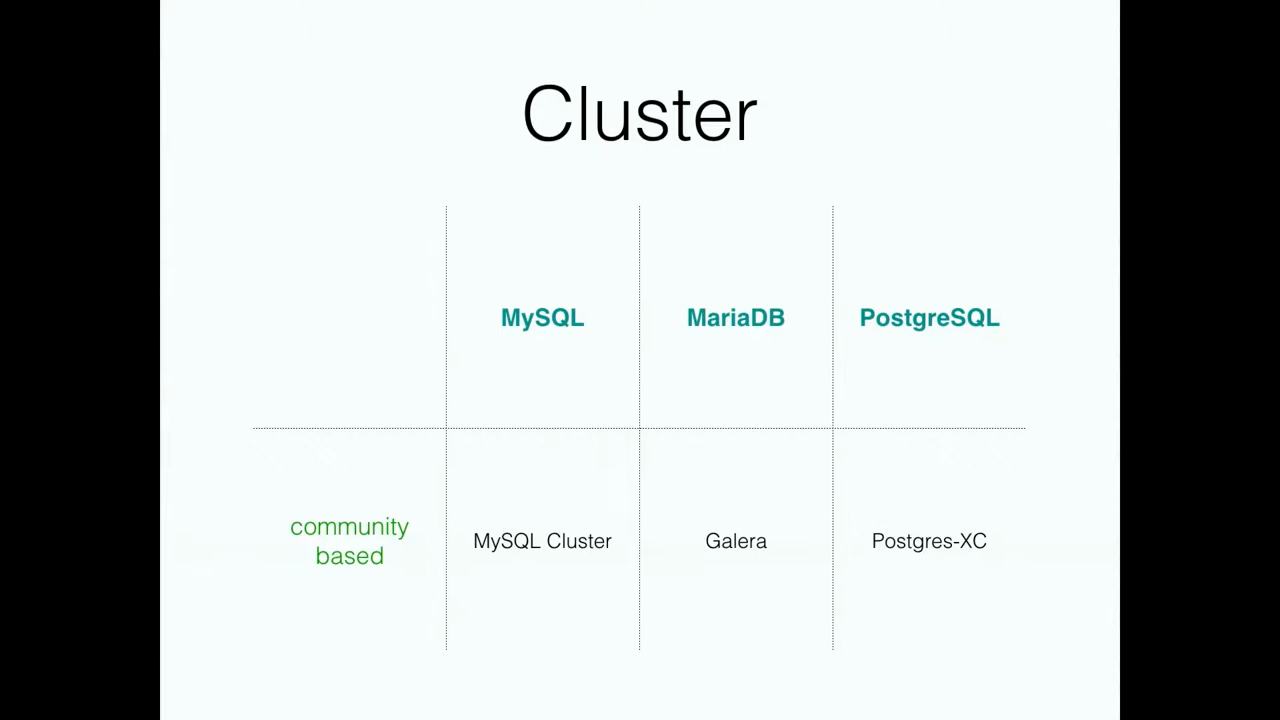 Cluster
MySQL MariaDB PostgreSQL
community
based
MySQL Cluster Galera Postgres-XC